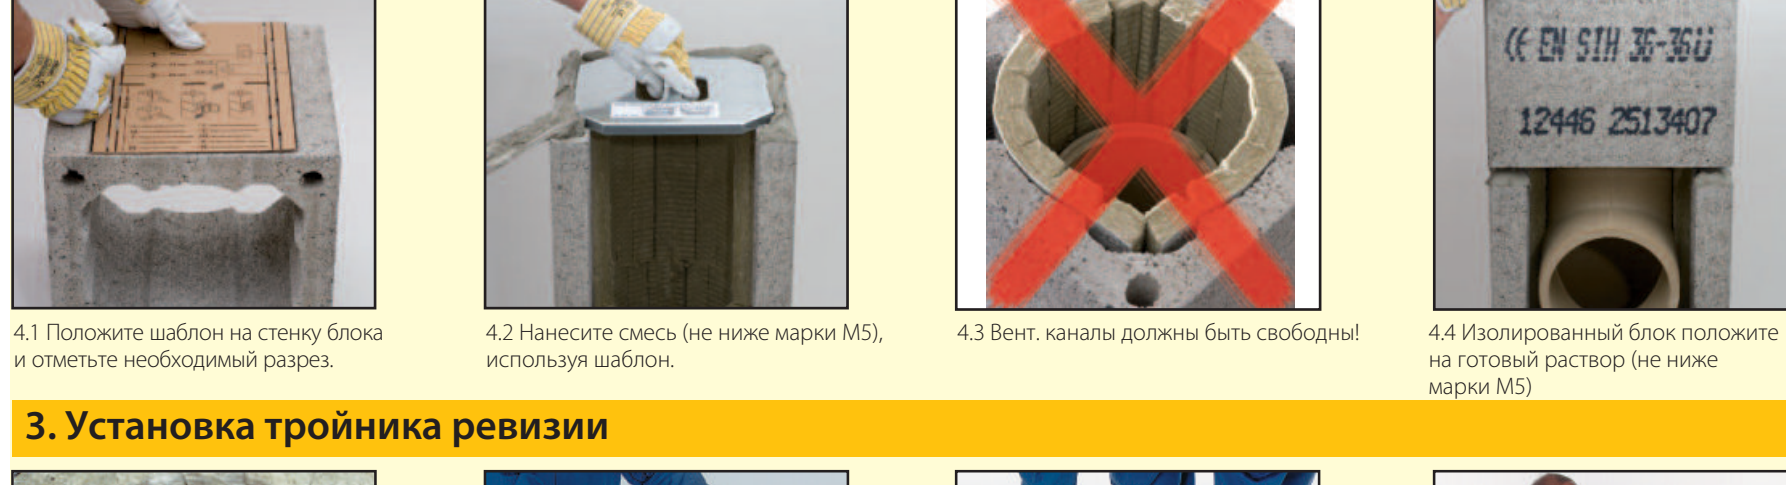 CE EN STH 36-36Ü
12446 2513407
4.1 Положите шаблон на стенку блока
и отметьте необходимый разрез.
4.2 Нанесите смесь (не ниже марки М5),
используя шаблон.
4.3 Вент. каналы должны быть свободны!
4.4 Изолированный блок положите
на готовый раствор (не ниже
марки М5)
3. Установка тройника ревизии